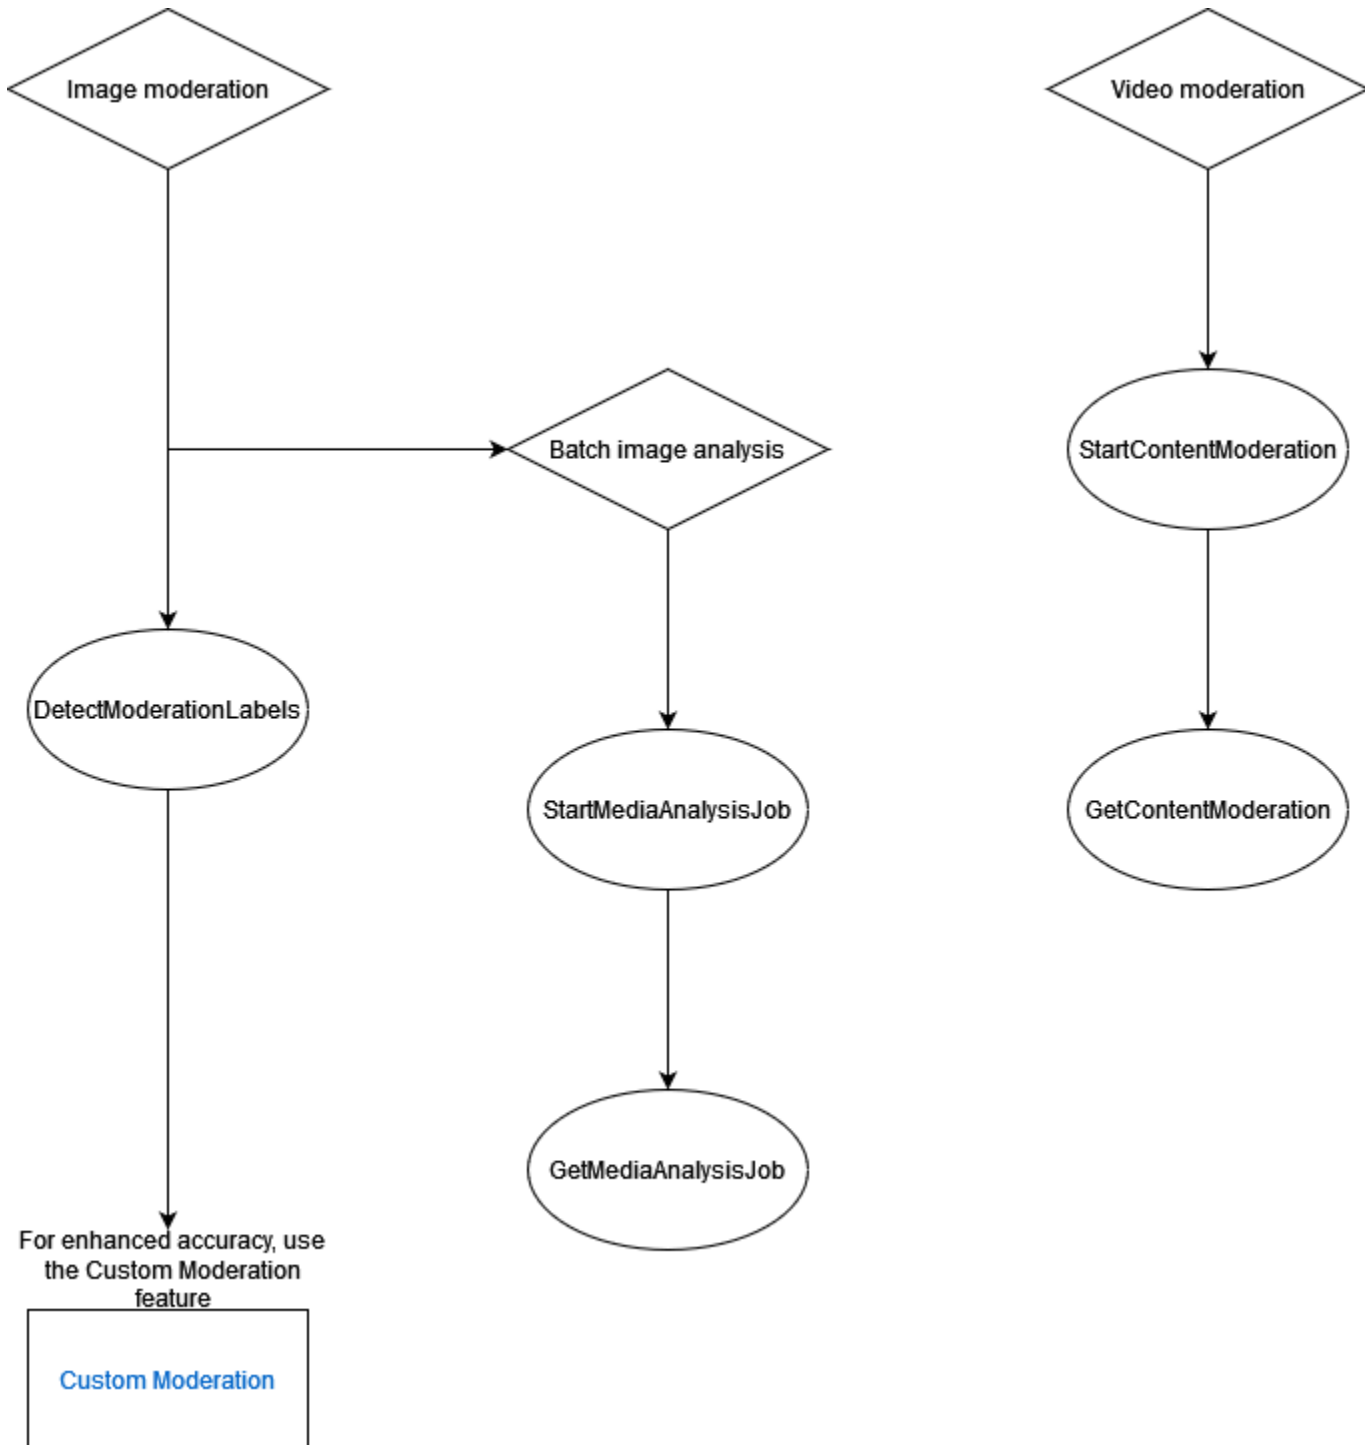 Image moderation
Video moderation
Batch image analysis
StartContentModeration
DetectModerationLabels
StartMediaAnalysisJob
GetContentModeration
GetMediaAnalysisJob
For enhanced accuracy, use
the Custom Moderation
feature
Custom Moderation